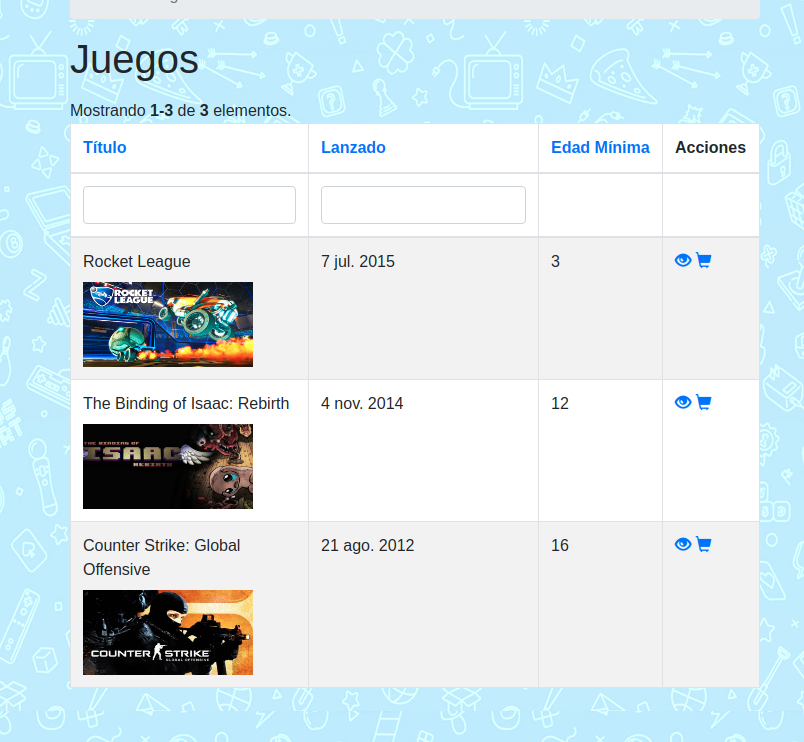 Juegos
Mostrando 1-3 de 3 elementos.
Título Lanzado Edad Mínima Acciones
Rocket League 7 jul. 2015 3
ROCKET
LEAGUE
The Binding of Isaac: Rebirth 4 nov. 2014 12
THE BINDING OF
ISAAC
REBIRTH
Counter Strike: Global 21 ago. 2012 16
Offensive
COUNTER STRIKE
GLOBAL OFFENSIVE